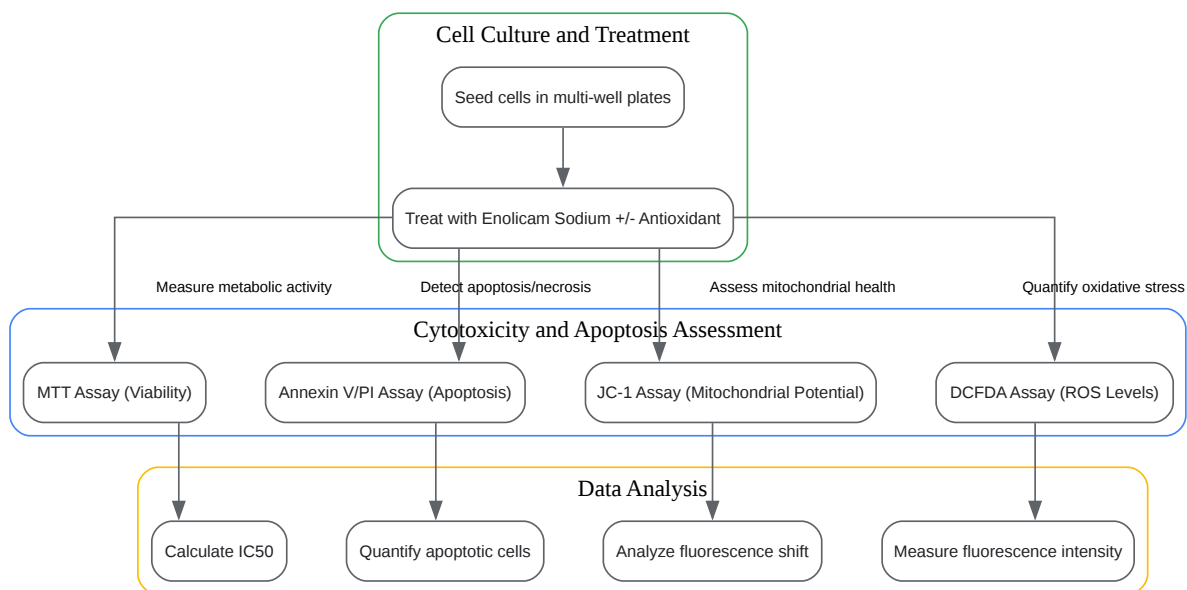 Cell Culture and Treatment
Seed cells in multi-well plates
Treat with Enolicam Sodium +/- Antioxidant
Measure metabolic activity
Detect apoptosis/necrosis
Assess mitochondrial health
Quantify oxidative stress
Cytotoxicity and Apoptosis Assessment
MTT Assay (Viability)
Annexin V/PI Assay (Apoptosis)
JC-1 Assay (Mitochondrial Potential)
DCFDA Assay (ROS Levels)
Data Analysis
Calculate IC50
Quantify apoptotic cells
Analyze fluorescence shift
Measure fluorescence intensity